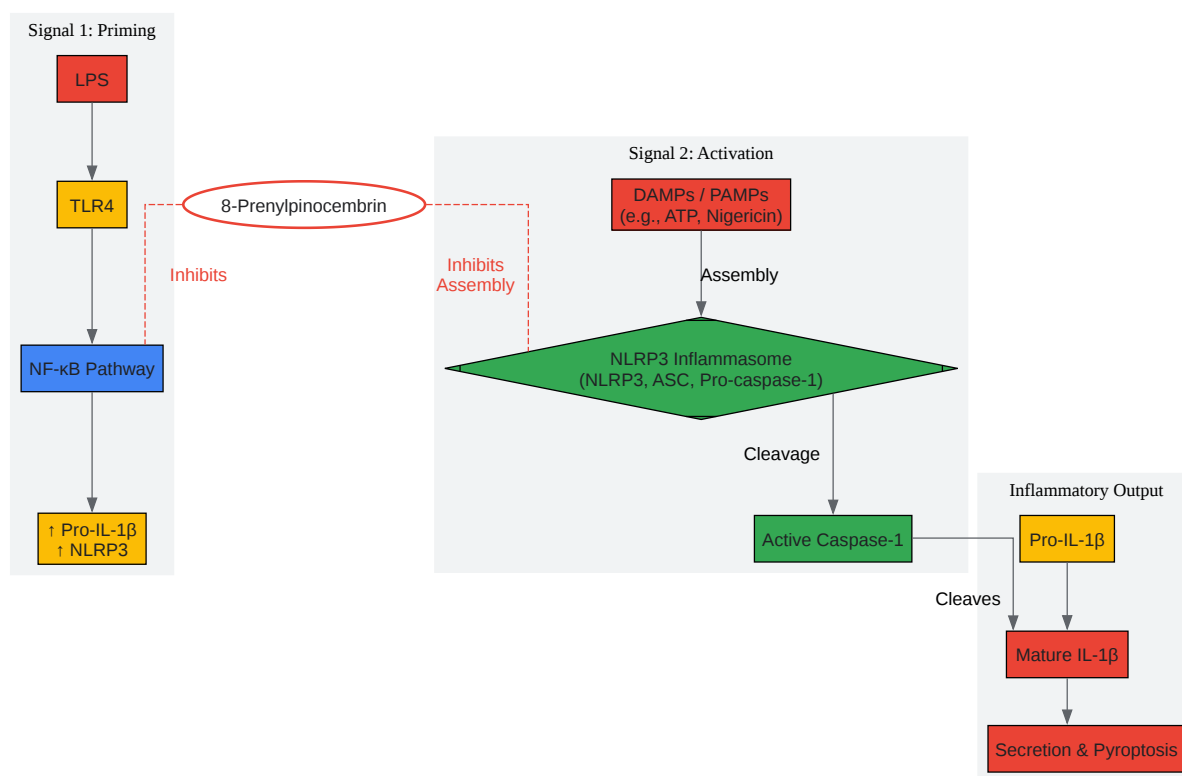 Signal 1: Priming
LPS
TLR4
Inhibits
NF-κB Pathway
↑ Pro-IL-1β
↑ NLRP3
8-Prenylpinocembrin
Signal 2: Activation
DAMPs / PAMPs
(e.g., ATP, Nigericin)
Inhibits
Assembly
Assembly
NLRP3 Inflammasome
(NLRP3, ASC, Pro-caspase-1)
Cleavage
Active Caspase-1
Inflammatory Output
Pro-IL-1β
Cleaves
Mature IL-1β
Secretion & Pyroptosis